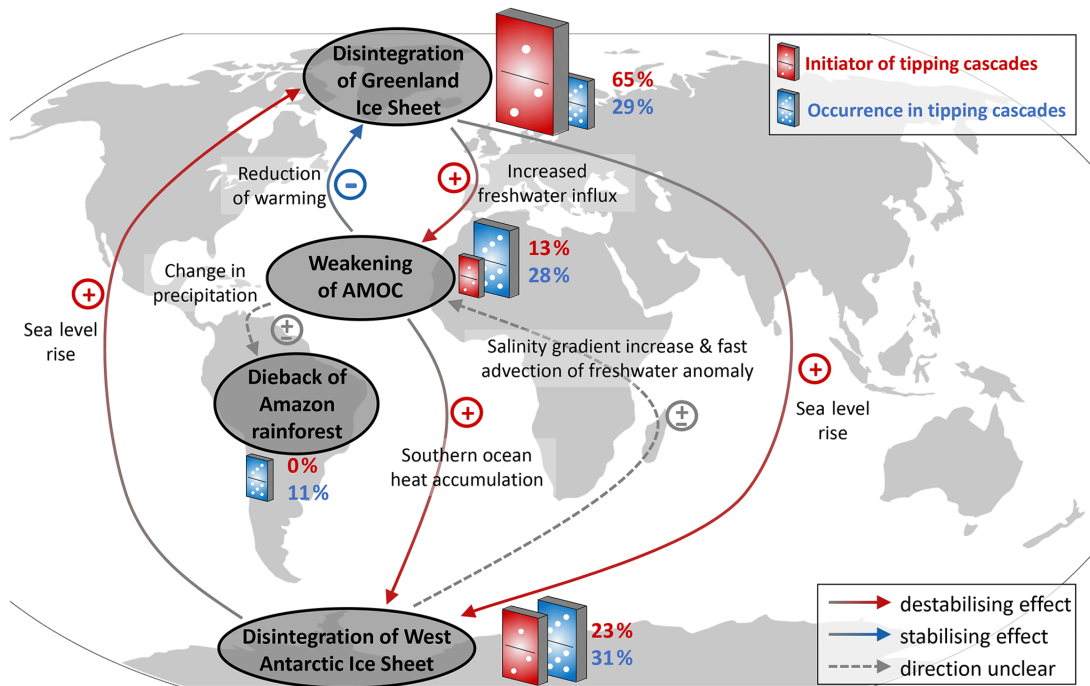 Disintegration
of Greenland
Ice Sheet
65%
29%
Initiator of tipping cascades
Occurrence in tipping cascades
Reduction
of warming
−
+
Increased
freshwater influx
Weakening
of AMOC
13%
28%
Change in
precipitation
±
+
Sea level
rise
Salinity gradient increase & fast
advection of freshwater anomaly
Dieback of
Amazon
rainforest
0%
11%
+
Southern ocean
heat accumulation
±
+
Sea level
rise
Disintegration of West
Antarctic Ice Sheet
23%
31%
destabilising effect
stabilising effect
direction unclear